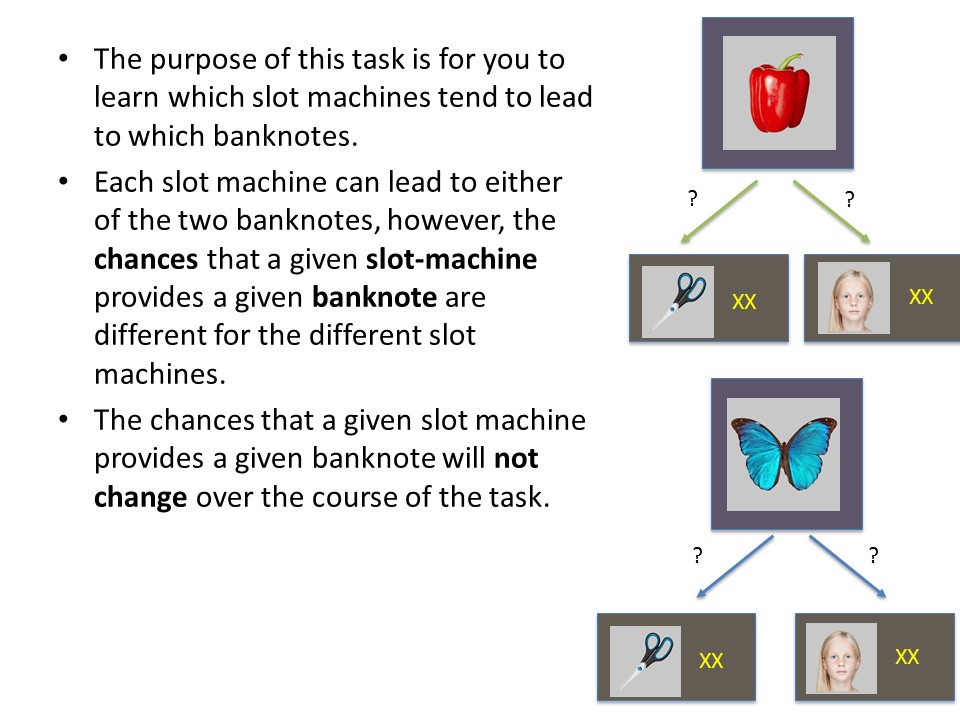 • The purpose of this task is for you to
learn which slot machines tend to lead
to which banknotes.
• Each slot machine can lead to either
of the two banknotes, however, the
chances that a given slot-machine
provides a given banknote are
different for the different slot
machines.
• The chances that a given slot machine
provides a given banknote will not
change over the course of the task.
? ?
XX XX
? ?
XX XX